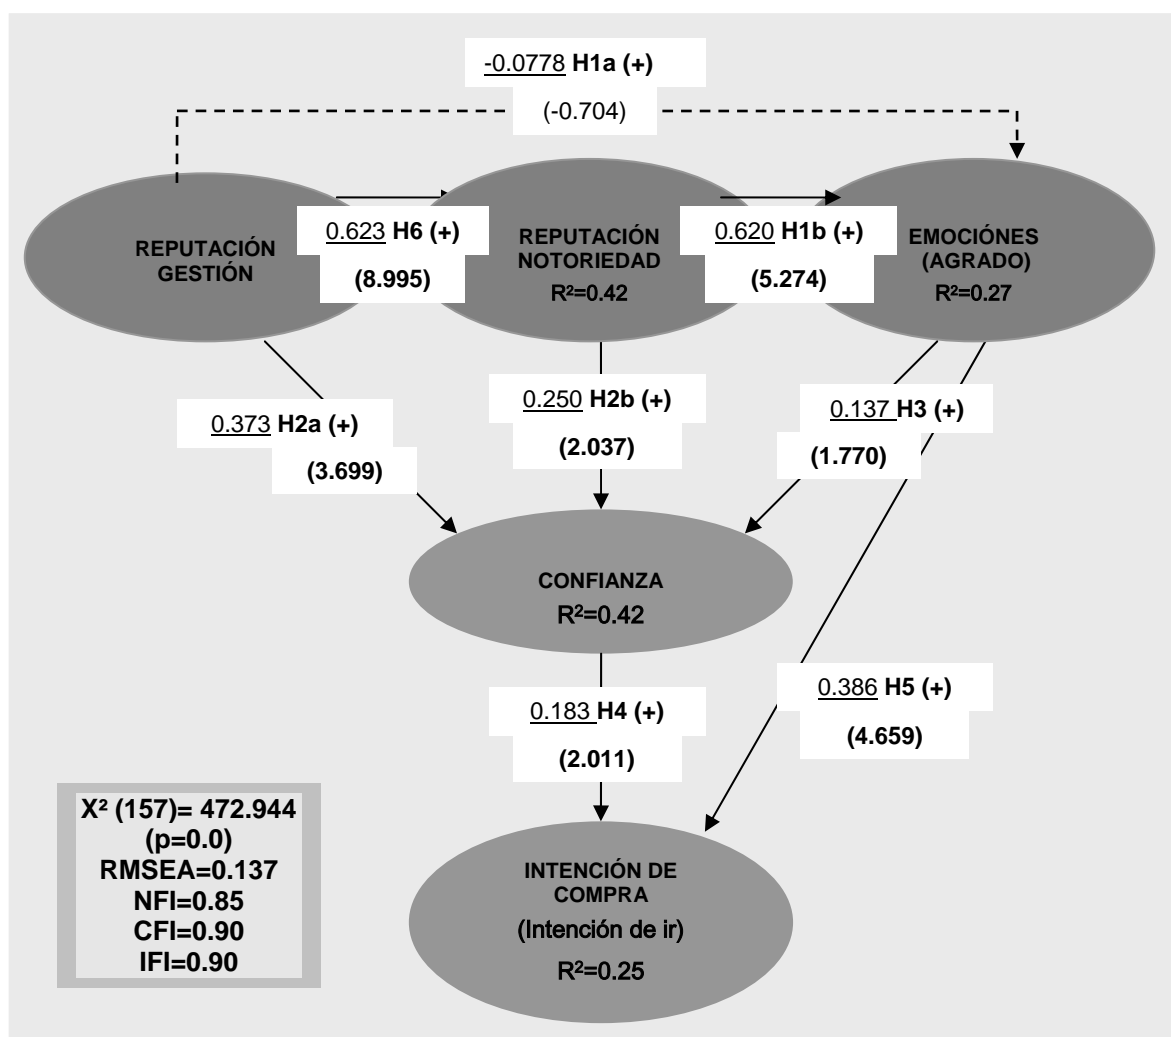 -0.0778 H1a (+)
(-0.704)
REPUTACIÓN
GESTIÓN
0.623 H6 (+)
(8.995)
REPUTACIÓN
NOTORIEDAD
R²=0.42
0.620 H1b (+)
(5.274)
EMOCIÓNES
(AGRADO)
R²=0.27
0.373 H2a (+)
(3.699)
0.250 H2b (+)
(2.037)
0.137 H3 (+)
(1.770)
CONFIANZA
R²=0.42
0.183 H4 (+)
(2.011)
0.386 H5 (+)
(4.659)
X² (157)= 472.944
(p=0.0)
RMSEA=0.137
NFI=0.85
CFI=0.90
IFI=0.90
INTENCIÓN DE
COMPRA
(Intención de ir)
R²=0.25